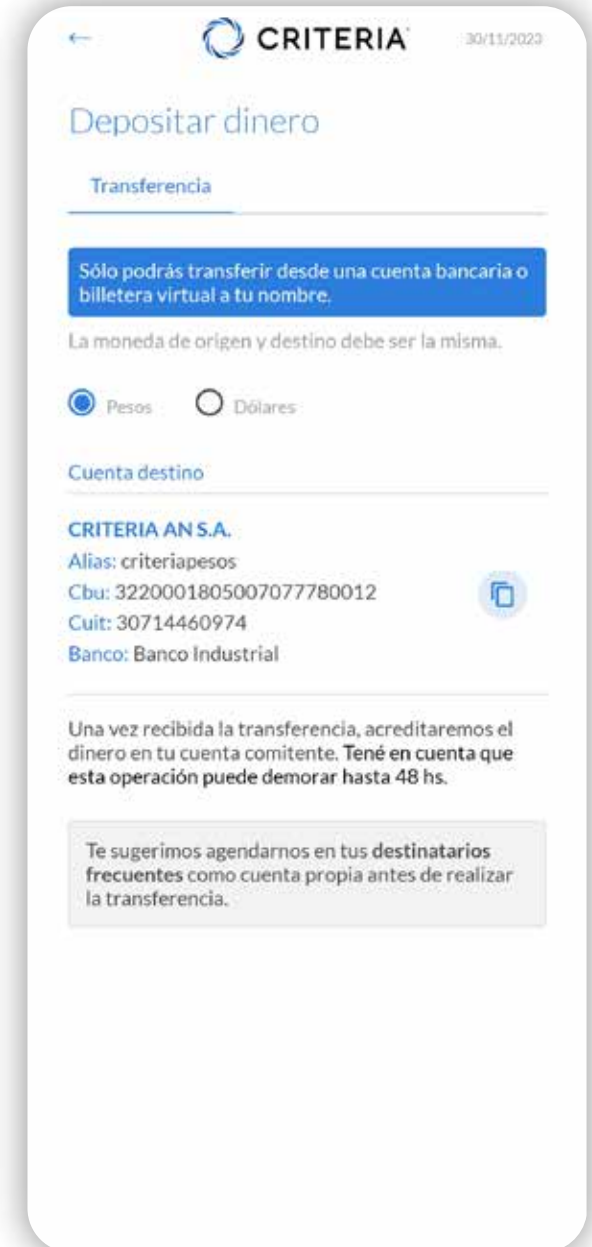 CRITERIA
30/11/2023
Depositar dinero
Transferencia
Sólo podrás transferir desde una cuenta bancaria o
billetera virtual a tu nombre.
La moneda de origen y destino debe ser la misma.
Pesos Dólares
Cuenta destino
CRITERIA AN S.A.
Alias: criteriapesos
Cbu: 3220001805007077780012
Cuit: 30714460974
Banco: Banco Industrial
Una vez recibida la transferencia, acreditaremos el
dinero en tu cuenta comitente. Tené en cuenta que
esta operación puede demorar hasta 48 hs.
Te sugerimos agendarnos en tus destinatarios
frecuentes como cuenta propia antes de realizar
la transferencia.